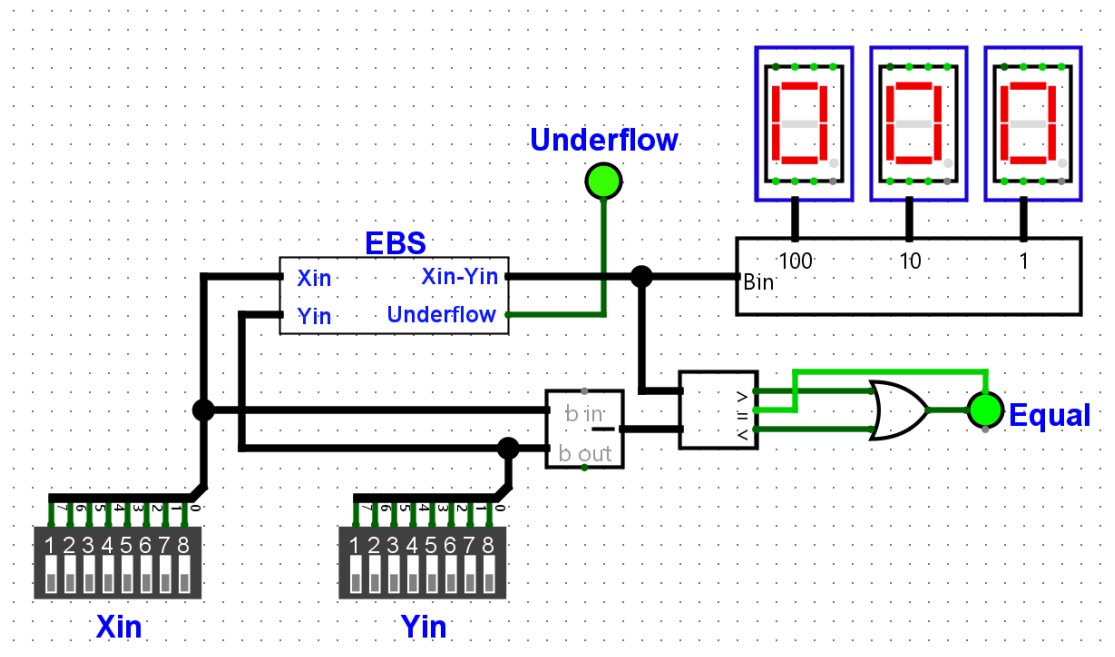 Underflow
EBS
Xin Xin-Yin
Yin Underflow
100 10 1
Bin
b in
b out
>
=
<
Equal
7 6 5 4 3 2 1 0
7 6 5 4 3 2 1 0
1 2 3 4 5 6 7 8
1 2 3 4 5 6 7 8
Xin
Yin
000